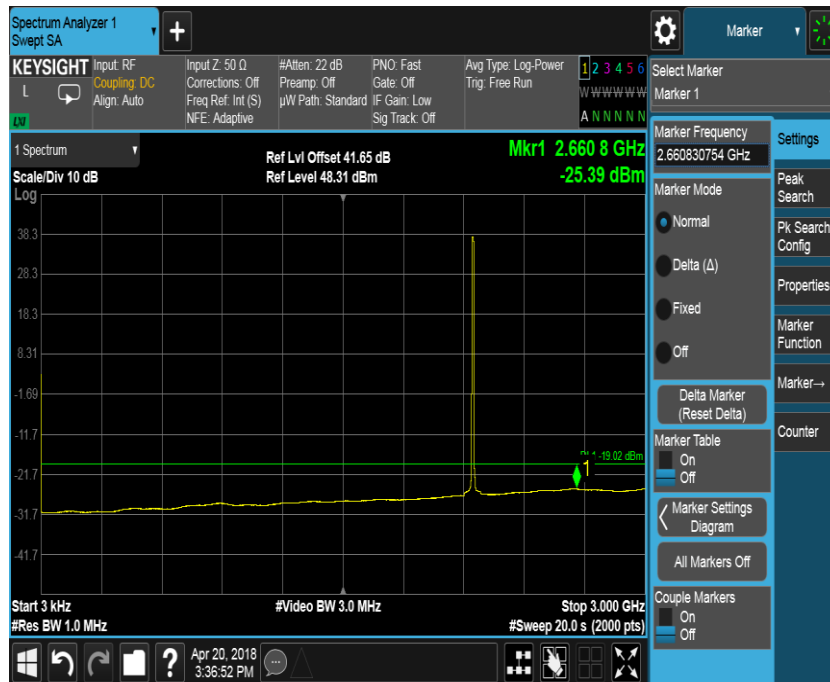 Spectrum Analyzer 1
Swept SA
+
Marker
KEYSIGHT
L
LXI
Input: RF
Coupling: DC
Align: Auto
Input Z: 50 Ω
Corrections: Off
Freq Ref: Int (S)
NFE: Adaptive
#Atten: 22 dB
Preamp: Off
µW Path: Standard
PNO: Fast
Gate: Off
IF Gain: Low
Sig Track: Off
Avg Type: Log-Power
Trig: Free Run
1 2 3 4 5 6
W W W W W W
A N N N N N
Select Marker
Marker 1
1 Spectrum
Scale/Div 10 dB
Log
Ref Lvl Offset 41.65 dB
Ref Level 48.31 dBm
Mkr1 2.660 8 GHz
-25.39 dBm
38.3
28.3
18.3
8.31
-1.69
-11.7
-21.7
-31.7
-41.7
-19.02 dBm
1
Start 3 kHz
#Res BW 1.0 MHz
#Video BW 3.0 MHz
Stop 3.000 GHz
#Sweep 20.0 s (2000 pts)
Marker Frequency
2.660830754 GHz
Marker Mode
Normal
Delta (Δ)
Fixed
Off
Delta Marker
(Reset Delta)
Marker Table
On
Off
Marker Settings
Diagram
All Markers Off
Couple Markers
On
Off
Settings
Peak
Search
Pk Search
Config
Properties
Marker
Function
Marker→
Counter
?
Apr 20, 2018
3:36:52 PM